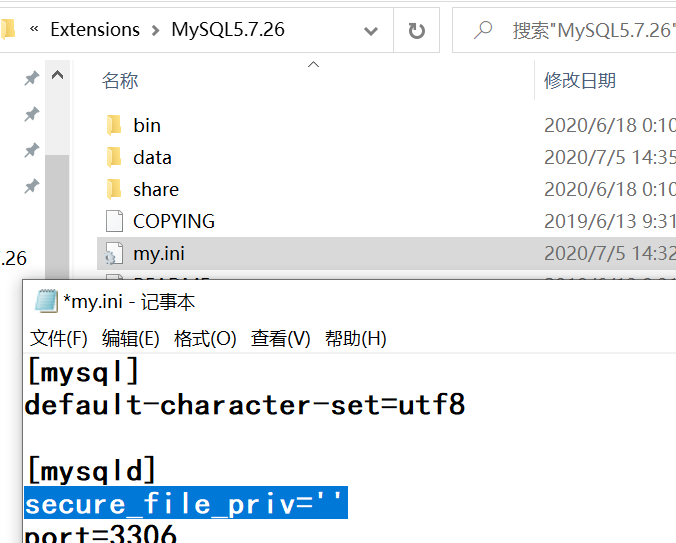 « Extensions > MySQL5.7.26
搜索"MySQL5.7.26"
名称 修改日期
bin 2020/6/18 0:10
data 2020/7/5 14:35
share 2020/6/18 0:10
COPYING 2019/6/13 9:31
.26
my.ini 2020/7/5 14:32
*my.ini - 记事本
文件(F) 编辑(E) 格式(O) 查看(V) 帮助(H)
[mysql]
default-character-set=utf8
[mysqld]
secure_file_priv=''
port=3306